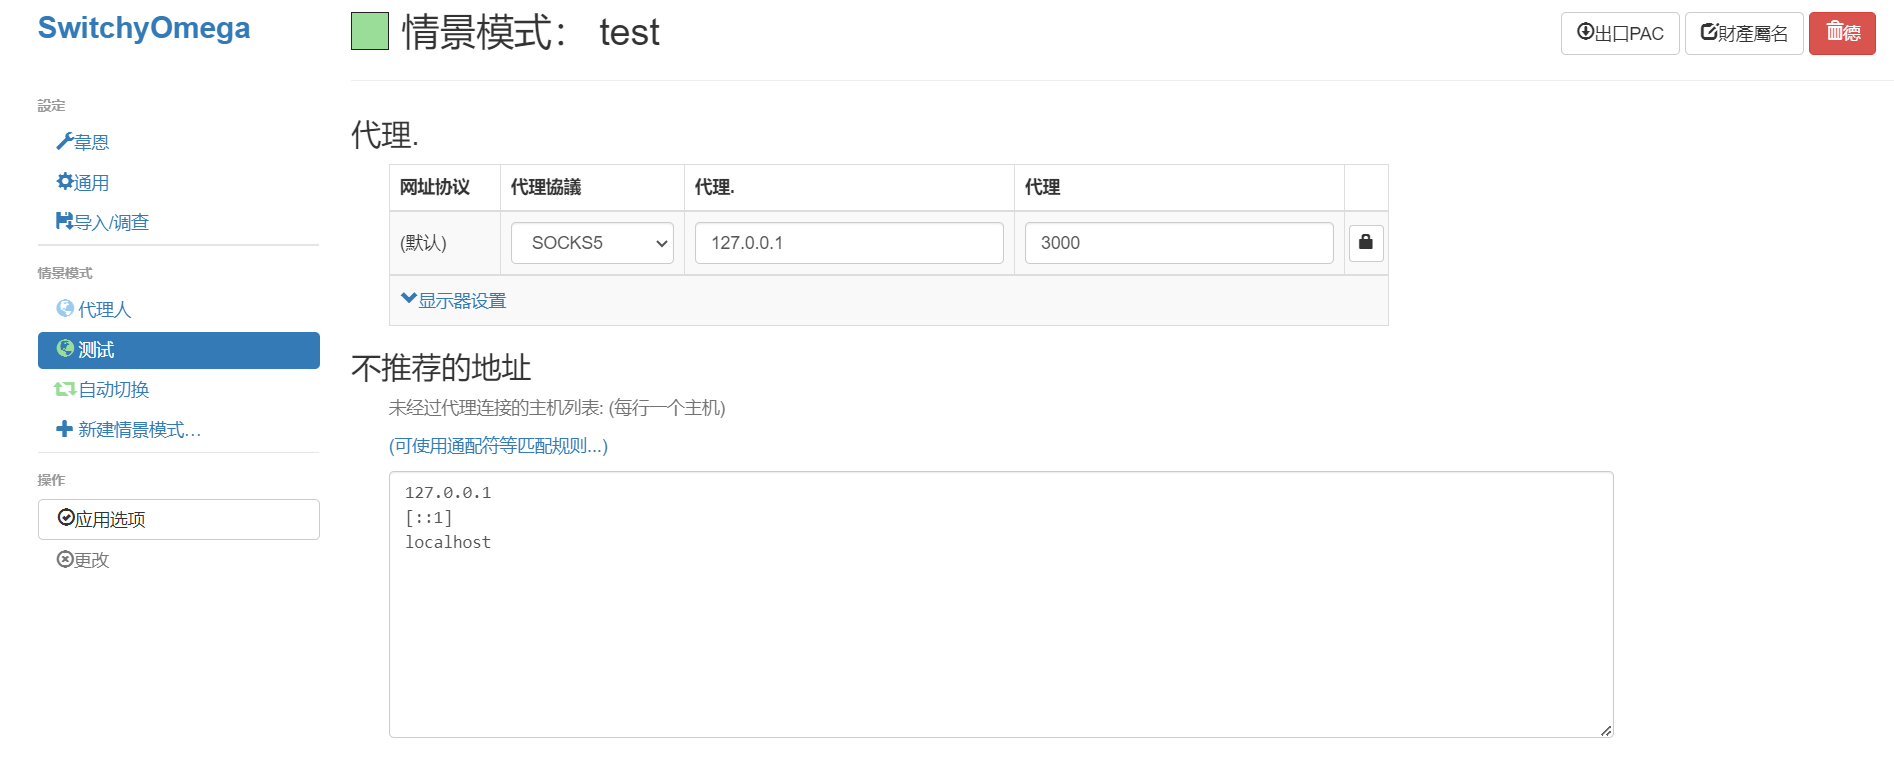 SwitchyOmega
設定
韋恩
通用
导入/调查
情景模式
代理人
测试
自动切换
新建情景模式…
操作
应用选项
更改
情景模式： test
出口PAC
財產屬名
德
代理.
网址协议 代理協議 代理. 代理
(默认) SOCKS5 127.0.0.1 3000
显示器设置
不推荐的地址
未经过代理连接的主机列表: (每行一个主机)
(可使用通配符等匹配规则...)
127.0.0.1
[::1]
localhost